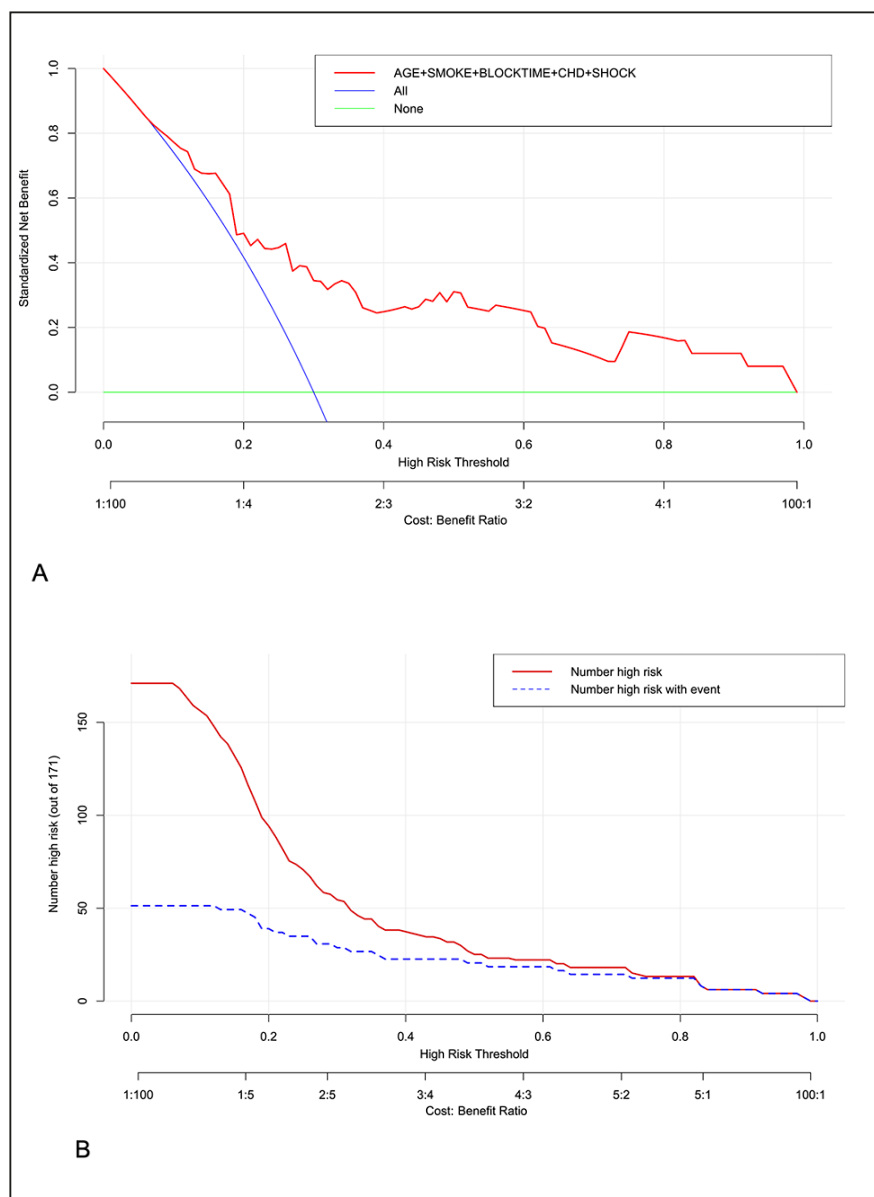 AGE+SMOKE+BLOCKTIME+CHD+SHOCK
All
None
Standardized Net Benefit
1.0
0.8
0.6
0.4
0.2
0.0
0.0 0.2 0.4 0.6 0.8 1.0
High Risk Threshold
1:100 1:4 2:3 3:2 4:1 100:1
Cost: Benefit Ratio
A
Number high risk
Number high risk with event
Number high risk (out of 171)
150
100
50
0
0.0 0.2 0.4 0.6 0.8 1.0
High Risk Threshold
1:100 1:5 2:5 3:4 4:3 5:2 5:1 100:1
Cost: Benefit Ratio
B